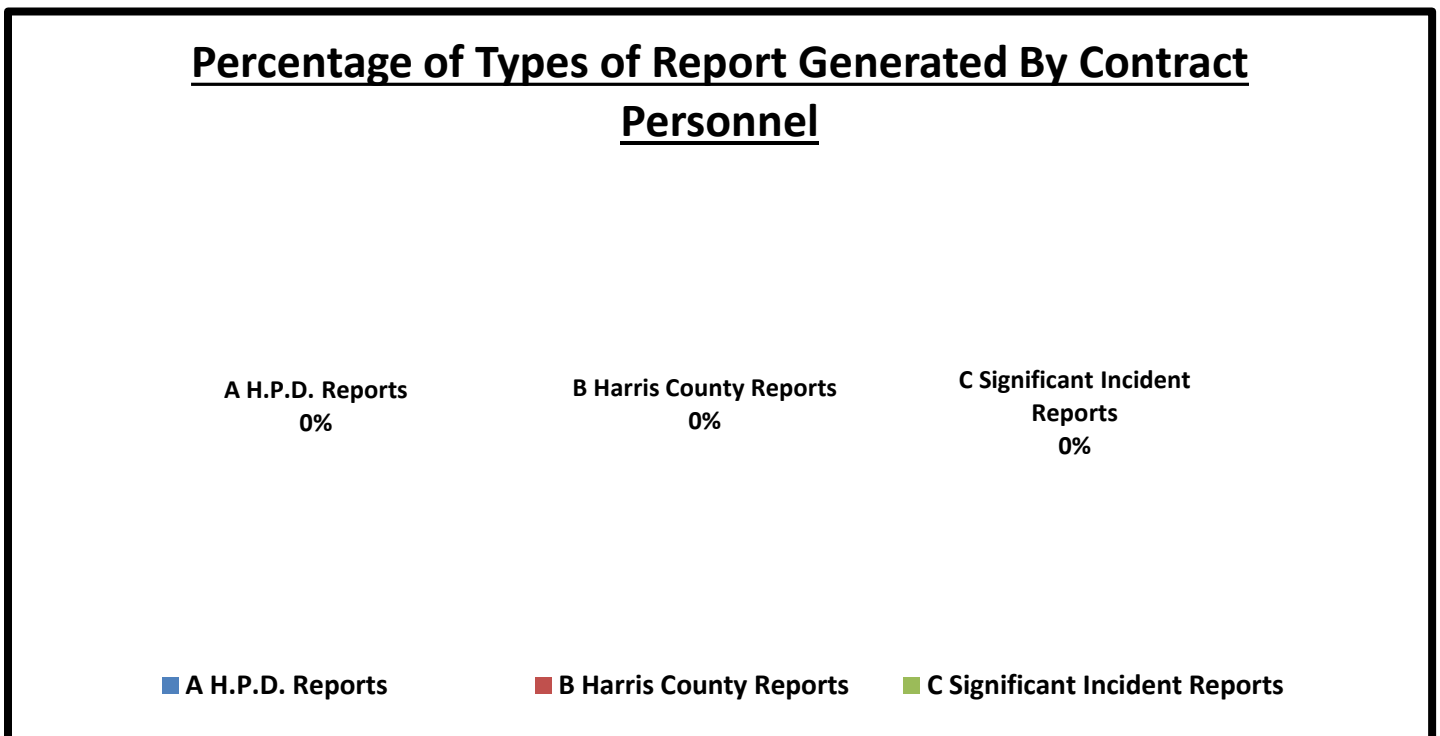 Percentage of Types of Report Generated By Contract
Personnel
A H.P.D. Reports
0%
B Harris County Reports
0%
C Significant Incident
Reports
0%
A H.P.D. Reports
B Harris County Reports
C Significant Incident Reports